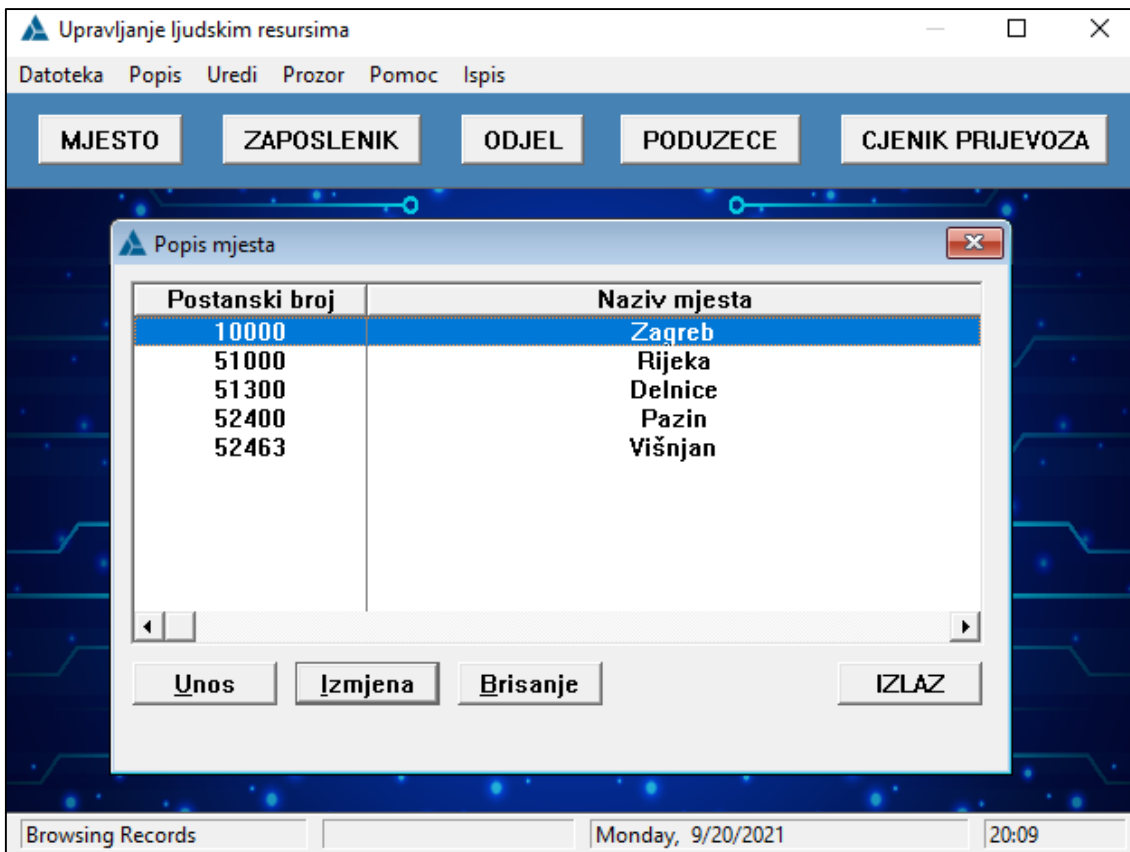 Upravljanje ljudskim resursima
Datoteka Popis Uredi Prozor Pomoc Ispis
MJESTO ZAPOSLENIK ODJEL PODUZECE CJENIK PRIJEVOZA
Popis mjesta
Postanski broj Naziv mjesta
10000 Zagreb
51000 Rijeka
51300 Delnice
52400 Pazin
52463 Višnjan
Unos Izmjena Brisanje IZLAZ
Browsing Records Monday, 9/20/2021 20:09